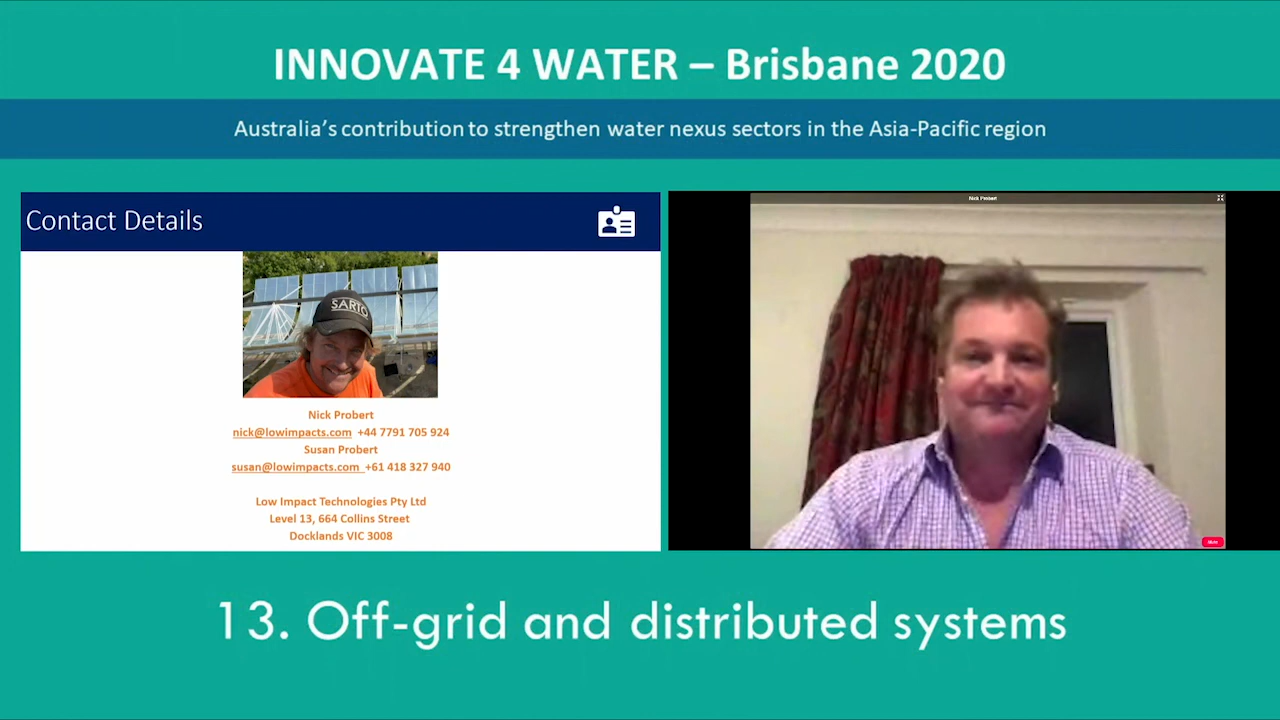 INNOVATE 4 WATER – Brisbane 2020
Australia's contribution to strengthen water nexus sectors in the Asia-Pacific region
Contact Details
SARTO
Nick Probert
nick@lowimpacts.com +44 7791 705 924
Susan Probert
susan@lowimpacts.com +61 418 327 940
Low Impact Technologies Pty Ltd
Level 13, 664 Collins Street
Docklands VIC 3008
Nick Probert
13. Off-grid and distributed systems